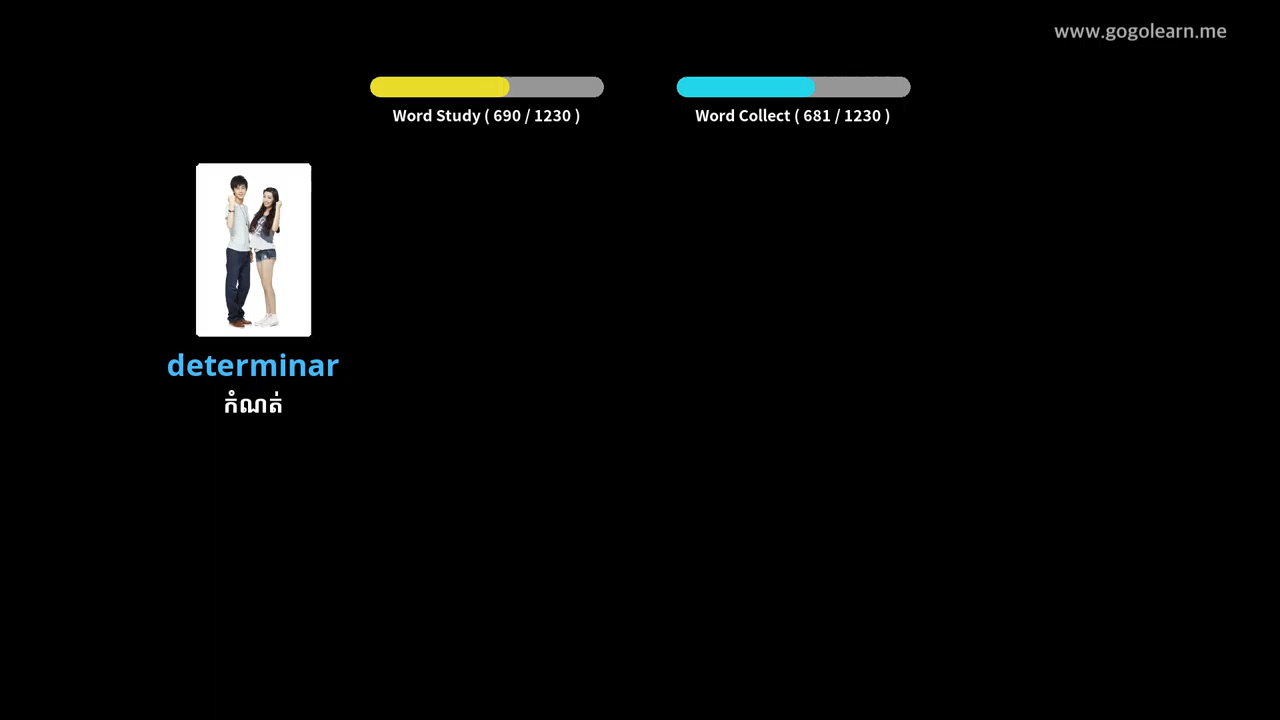 www.gogolearn.me
Word Study ( 690 / 1230 )
Word Collect ( 681 / 1230 )
determinar
កំណត់